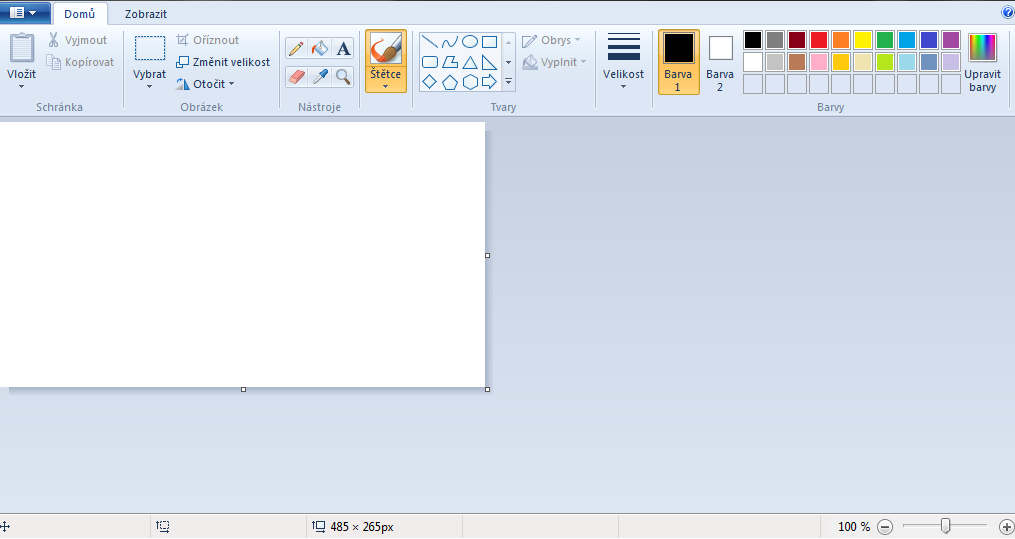 Domů Zobrazit
Vložit
Vyjmout
Kopírovat
Schránka
Vybrat
Oříznout
Změnit velikost
Otočit
Obrázek
A
Nástroje
Štětce
Obrys
Vyplnit
Tvary
Velikost
Barva
1
Barva
2
Upravit
barvy
Barvy
485 × 265px
100 %